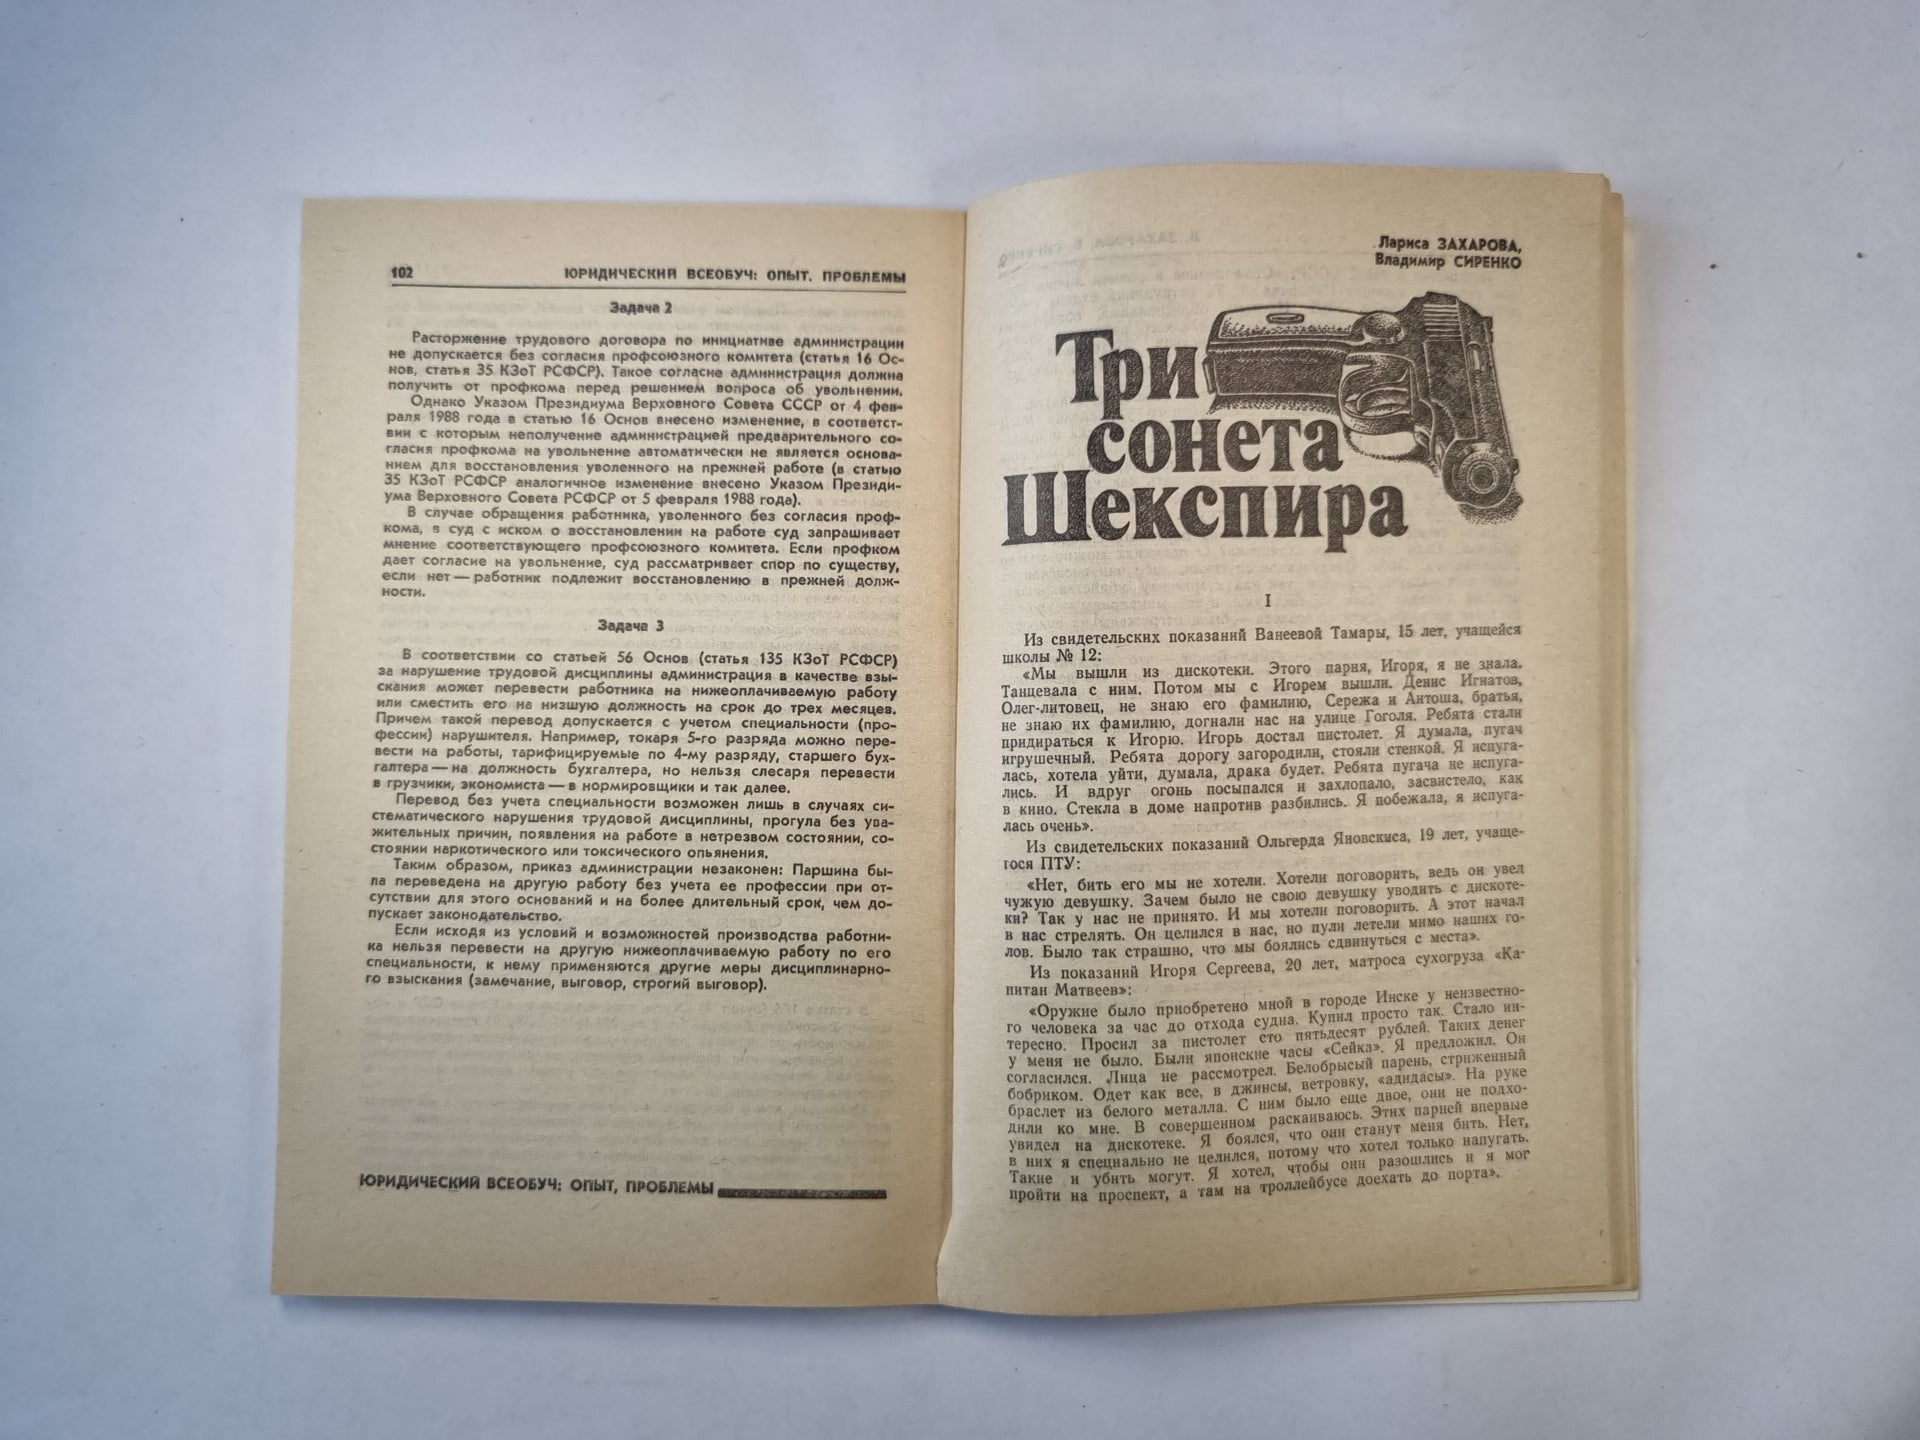 102
ЮРИДИЧЕСКИЙ ВСЕОБУЧ: ОПЫТ, ПРОБЛЕМЫ
Задача 2
Расторжение трудового договора по инициативе администрации
не допускается без согласия профсоюзного комитета (статья 16 Ос-
нов, статья 35 КЗоТ РСФСР). Такое согласие администрация должна
получить от профкома перед решением вопроса об увольнении.
Однако Указом Президиума Верховного Совета СССР от 4 фев-
раля 1988 года в статью 16 Основ внесено изменение, в соответст-
вии с которым неполучение администрацией предварительного со-
гласия профкома на увольнение автоматически не является основа-
нием для восстановления уволенного на прежней работе (в статью
35 КЗоТ РСФСР аналогичное изменение внесено Указом Президи-
ума Верховного Совета РСФСР от 5 февраля 1988 года).
В случае обращения работника, уволенного без согласия проф-
кома, в суд с иском о восстановлении на работе суд запрашивает
мнение соответствующего профсоюзного комитета. Если профком
дает согласие на увольнение, суд рассматривает спор по существу,
если нет — работник подлежит восстановлению в прежней долж-
ности.
Задача 3
В соответствии со статьей 56 Основ (статья 135 КЗоТ РСФСР)
за нарушение трудовой дисциплины администрация в качестве взы-
скания может перевести работника на нижеоплачиваемую работу
или сместить его на низшую должность на срок до трех месяцев.
Причем такой перевод допускается с учетом специальности (про-
фессии) нарушителя. Например, токаря 5-го разряда можно пере-
вести на работы, тарифицируемые по 4-му разряду, старшего бух-
галтера — на должность бухгалтера, но нельзя слесаря перевести
в грузчики, экономиста — в нормировщики и так далее.
Перевод без учета специальности возможен лишь в случаях си-
стематического нарушения трудовой дисциплины, прогула без ува-
жительных причин, появления на работе в нетрезвом состоянии, со-
стоянии наркотического или токсического опьянения.
Таким образом, приказ администрации незаконен: Паршина бы-
ла переведена на другую работу без учета ее профессии при от-
сутствии для этого оснований и на более длительный срок, чем до-
пускает законодательство.
Если исходя из условий и возможностей производства работни-
ка нельзя перевести на другую нижеоплачиваемую работу по его
специальности, к нему применяются другие меры дисциплинарно-
го взыскания (замечание, выговор, строгий выговор).
ЮРИДИЧЕСКИЙ ВСЕОБУЧ: ОПЫТ, ПРОБЛЕМЫ
Лариса ЗАХАРОВА,
Владимир СИРЕНКО
Три
сонета
Шекспира
I
Из свидетельских показаний Ванеевой Тамары, 15 лет, учащейся
школы № 12:
«Мы вышли из дискотеки. Этого парня, Игоря, я не знала.
Танцевала с ним. Потом мы с Игорем вышли. Денис Игнатов,
Олег-литовец, не знаю его фамилию, Сережа и Антоша, братья,
не знаю их фамилию, догнали нас на улице Гоголя. Ребята стали
придираться к Игорю. Игорь достал пистолет. Я думала, пугач
игрушечный. Ребята дорогу загородили, стояли стенкой. Я испуга-
лась, хотела уйти, думала, драка будет. Ребята пугача не испуга-
лись. И вдруг огонь посыпался и захлопало, засвистело, как
в кино. Стекла в доме напротив разбились. Я побежала, я испуга-
лась очень».
Из свидетельских показаний Ольгерда Яновскиса, 19 лет, учаще-
гося ПТУ:
«Нет, бить его мы не хотели. Хотели поговорить, ведь он увел
чужую девушку. Зачем было не свою девушку уводить с дискоте-
ки? Так у нас не принято. И мы хотели поговорить. А этот начал
в нас стрелять. Он целился в нас, но пули летели мимо наших го-
лов. Было так страшно, что мы боялись сдвинуться с места».
Из показаний Игоря Сергеева, 20 лет, матроса сухогруза «Ка-
питан Матвеев»:
«Оружие было приобретено мной в городе Инске у неизвестно-
го человека за час до отхода судна. Купил просто так. Стало ин-
тересно. Просил за пистолет сто пятьдесят рублей. Таких денег
у меня не было. Были японские часы «Сейка». Я предложил. Он
согласился. Лица не рассмотрел. Белобрысый парень, стриженный
бобриком. Одет как все, в джинсы, ветровку, «адидасы». На руке
браслет из белого металла. С ним было еще двое, они не подхо-
дили ко мне. В совершенном раскаиваюсь. Этих парней впервые
увидел на дискотеке. Я боялся, что они станут меня бить. Нет,
в них я специально не целился, потому что хотел только напугать.
Такие и убить могут. Я хотел, чтобы они разошлись и я мог
пройти на проспект, а там на троллейбусе доехать до порта».